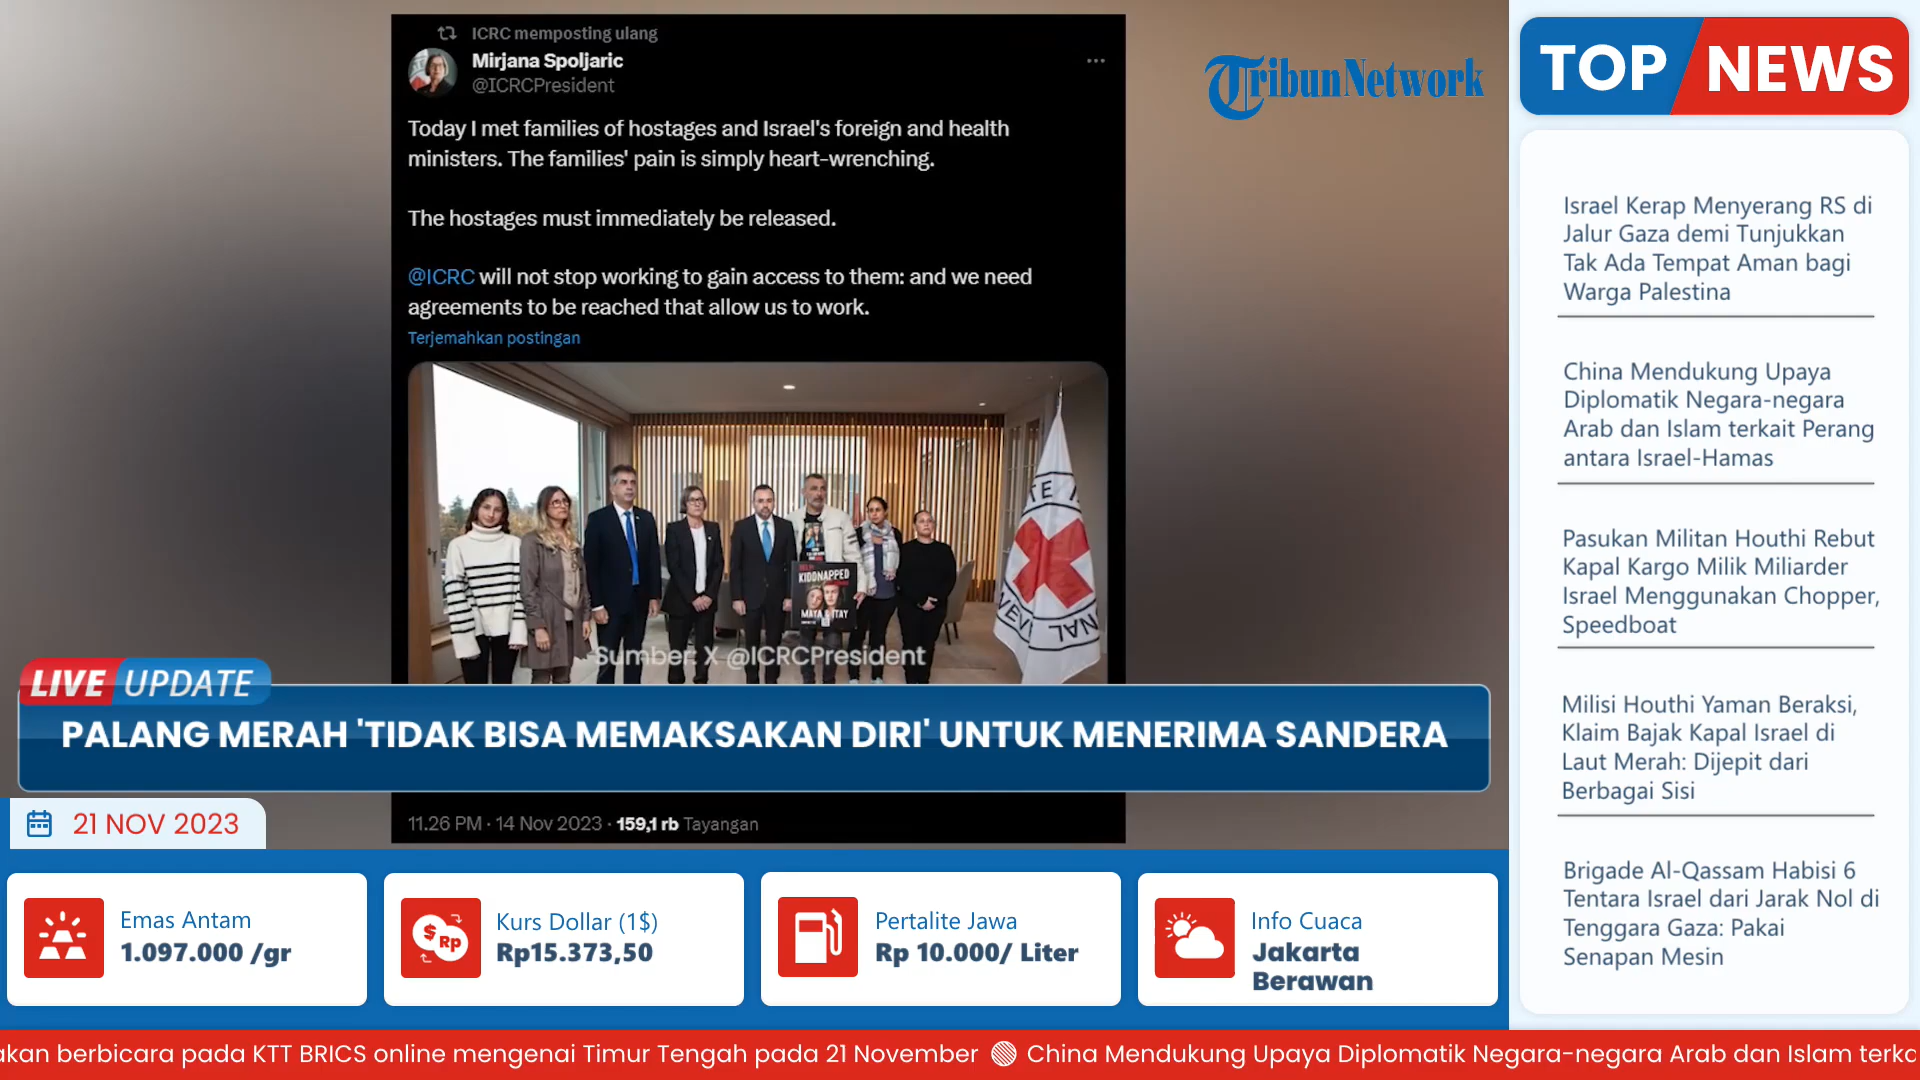 ICRC memposting ulang
Mirjana Spoljaric
@ICRCPresident
Today I met families of hostages and Israel's foreign and health
ministers. The families' pain is simply heart-wrenching.
The hostages must immediately be released.
@ICRC will not stop working to gain access to them: and we need
agreements to be reached that allow us to work.
Terjemahkan postingan
KIDNAPPED
Sumber: X @ICRCPresident
TribunNetwork
LIVE UPDATE
PALANG MERAH 'TIDAK BISA MEMAKSAKAN DIRI' UNTUK MENERIMA SANDERA
11.26 PM · 14 Nov 2023 · 159,1 rb Tayangan
21 NOV 2023
Emas Antam
1.097.000 /gr
Kurs Dollar (1$)
Rp15.373,50
Pertalite Jawa
Rp 10.000/ Liter
Info Cuaca
Jakarta
Berawan
TOP NEWS
Israel Kerap Menyerang RS di
Jalur Gaza demi Tunjukkan
Tak Ada Tempat Aman bagi
Warga Palestina
China Mendukung Upaya
Diplomatik Negara-negara
Arab dan Islam terkait Perang
antara Israel-Hamas
Pasukan Militan Houthi Rebut
Kapal Kargo Milik Miliarder
Israel Menggunakan Chopper,
Speedboat
Milisi Houthi Yaman Beraksi,
Klaim Bajak Kapal Israel di
Laut Merah: Dijepit dari
Berbagai Sisi
Brigade Al-Qassam Habisi 6
Tentara Israel dari Jarak Nol di
Tenggara Gaza: Pakai
Senapan Mesin
akan berbicara pada KTT BRICS online mengenai Timur Tengah pada 21 November China Mendukung Upaya Diplomatik Negara-negara Arab dan Islam terka